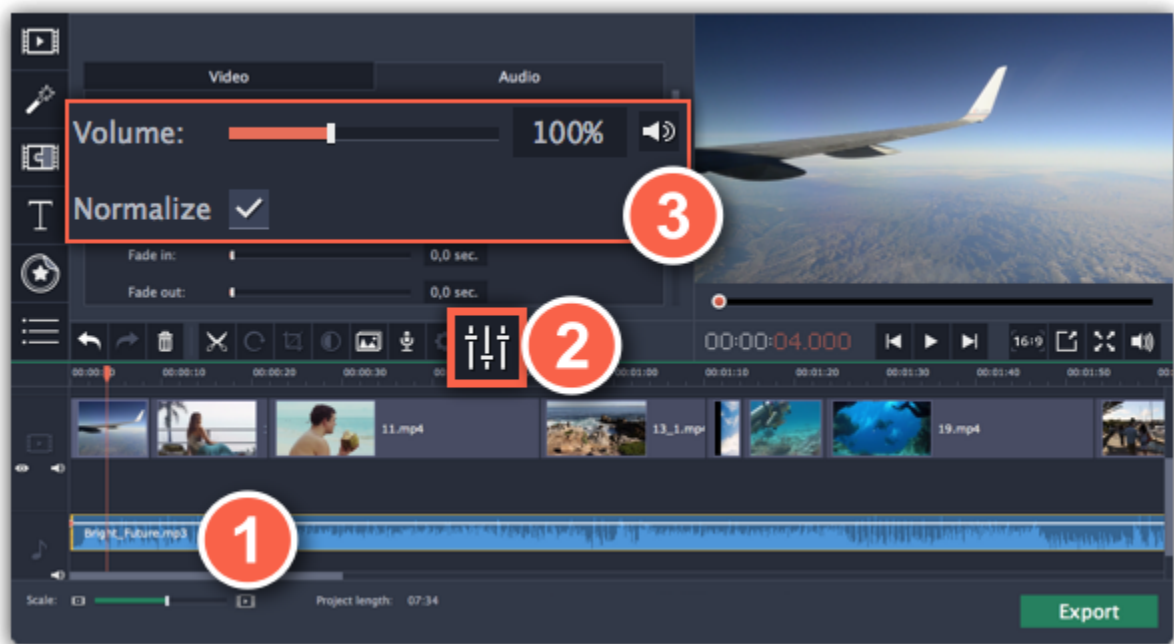 Video Audio
Volume: 100%
Normalize
3
Fade in: 0,0 sec.
Fade out: 0,0 sec.
T
2
00:00:04.000 16:9
00:00:10 00:00:20 00:00:30 00:01:00 00:01:10 00:01:20 00:01:30 00:01:40 00:01:50
11.mp4 13_1.mp4 19.mp4
1
Bright_Future.mp3
Scale: Project length: 07:34
Export